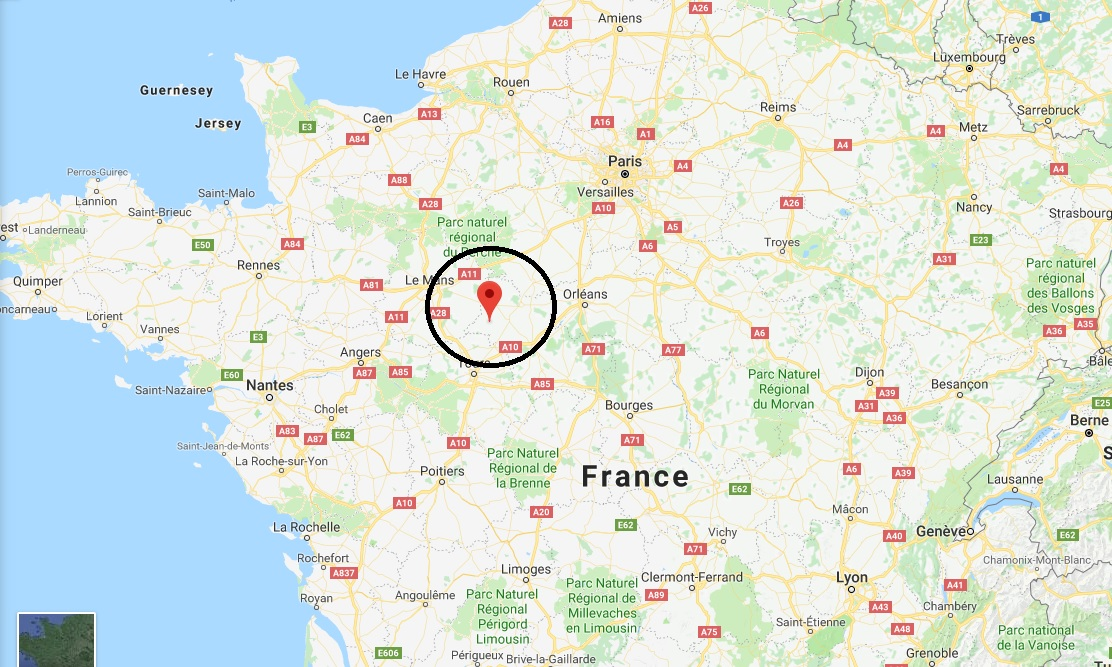 A26
Amiens
A28
1
Trèves
Luxembourg
Le Havre
Rouen
Guernesey
Reims
Sarrebruck
Jersey
Caen
A13
A16
A1
E3
A84
A4
A4
Metz
Paris
A4
A4
Perros-Guirec
Lannion
A88
Versailles
Saint-Malo
A28
A10
A26
Nancy
Saint-Brieuc
Strasbourg
Landerneau
Parc naturel
régional
du Perche
A5
E50
A84
A6
Troyes
E23
A31
Rennes
Parc naturel
régional
des Ballons
des Vosges
Quimper
Le Mans
A11
A81
Orléans
A28
A11
Lorient
Vannes
E3
A6
A36
A35
A10
A71
A77
Angers
A87
A85
Tours
E60
Nantes
Saint-Nazaire
A85
Parc Naturel
Régional
du Morvan
Dijon
Besançon
A39
A31
A36
E25
Cholet
Bourges
Berne
A83
A87
E62
A10
A71
Saint-Jean-de-Monts
La Roche-sur-Yon
Parc Naturel
Régional de
la Brenne
Poitiers
France
A6
A39
Lausanne
E62
A10
A20
Mâcon
La Rochelle
E62
Genève
A40
E62
Vichy
A71
Rochefort
A837
Chamonix-Mont-Blanc
Limoges
Clermont-Ferrand
Lyon
Royan
Angoulême
Parc Naturel
Régional
Périgord
Limousin
Parc Naturel
Régional de
Millevaches
en Limousin
A89
A41
A43
Chambéry
Saint-Étienne
A48
A75
Parc national
de la Vanoise
E606
Périgueux
Brive-la-Gaillarde
Grenoble